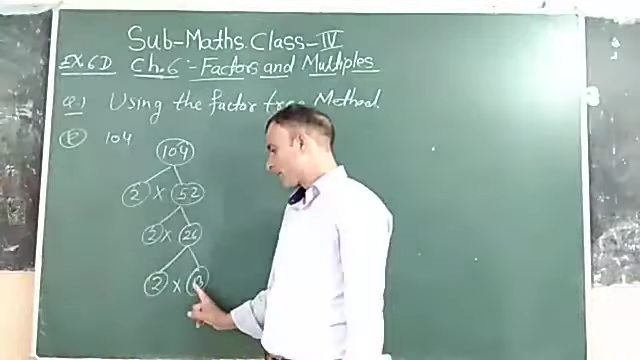 Sub-Maths. Class-IV
EX.6D Ch.6:- Factors and Multiples
Q.1) Using the factor tree Method.
104
104
2 x 52
2 x 26
2 x